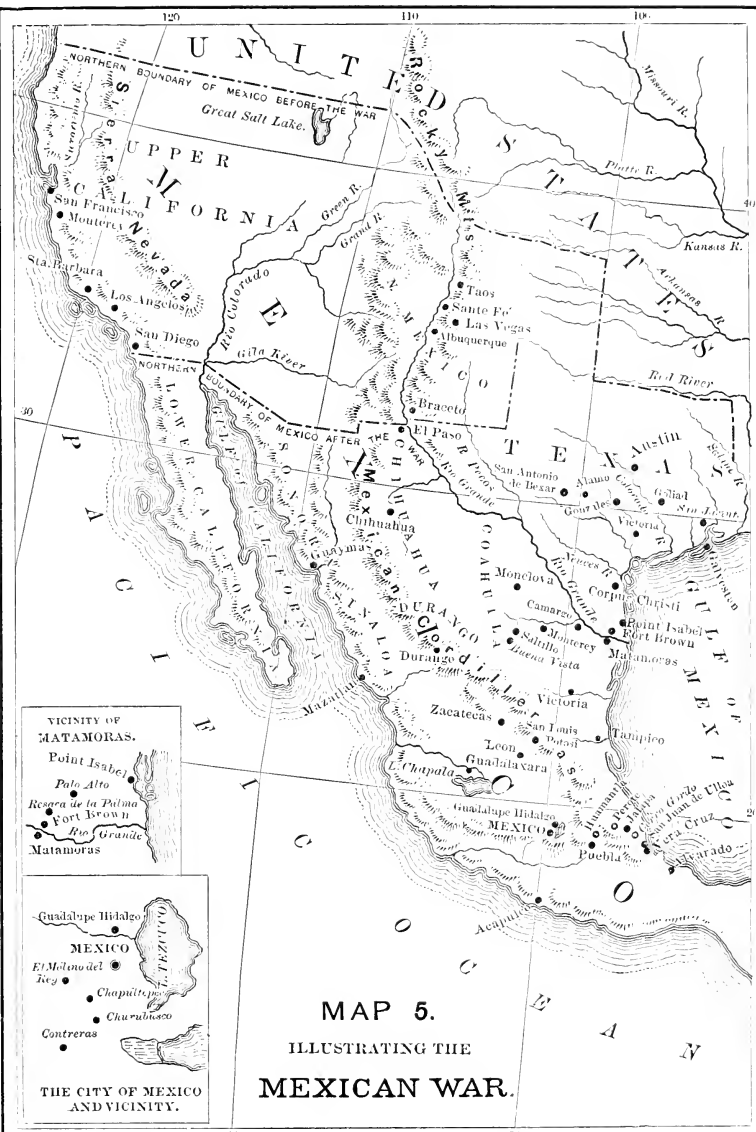 120
110
100
UNITED STATES
NORTHERN BOUNDARY OF MEXICO BEFORE THE WAR
Great Salt Lake.
Rocky Mts
Missouri R.
Platte R.
40
Kansas R.
Arkansas R
Red River
UPPER
CALIFORNIA
Sierra Nevada
San Francisco
Monterey
Sta. Barbara
Los Angelos
San Diego
Green R.
Grand R.
Rio Colorado
Gila River
MEXICO
N. MEXICO
Taos
Sante Fe'
Las Vegas
Albuquerque
Braceto
El Paso
NORTHERN BOUNDARY OF MEXICO AFTER THE WAR
30
TEXAS
Austin
San Antonio
de Bexar
Alamo
Colorado R.
Gonzales
Goliad
Victoria
Sabine R.
Galveston
R Pecos
Rio Grande
Nueces R.
Corpus Christi
Rio Grande
Point Isabel
Fort Brown
Matamoras
GULF OF MEXICO
LOWER CALIFORNIA
GULF OF CALIFORNIA
SONORA
CHIHUAHUA
Chihuahua
Mexican Cordilleras
COAHUILA
Monclova
Camargo
Monterey
Saltillo
Buena Vista
Guaymas
SINALOA
DURANGO
Durango
Mazatlan
Victoria
Zacatecas
San Louis
Potosi
Tampico
Leon
Guadalaxara
L. Chapala
Guadalupe Hidalgo
MEXICO
Huamantla
Perote
Jalapa
Cerro Gordo
San Juan de Ulloa
Vera Cruz
20
Puebla
Alvarado
Acapulco
PACIFIC OCEAN
VICINITY OF
MATAMORAS.
Point Isabel
Palo Alto
Resaca de la Palma
Fort Brown
Rio Grande
Matamoras
Guadalupe Hidalgo
MEXICO
L. TEZCUCO
El Molino del
Rey
Chapultepec
Churubusco
Contreras
THE CITY OF MEXICO
AND VICINITY.
MAP 5.
ILLUSTRATING THE
MEXICAN WAR.